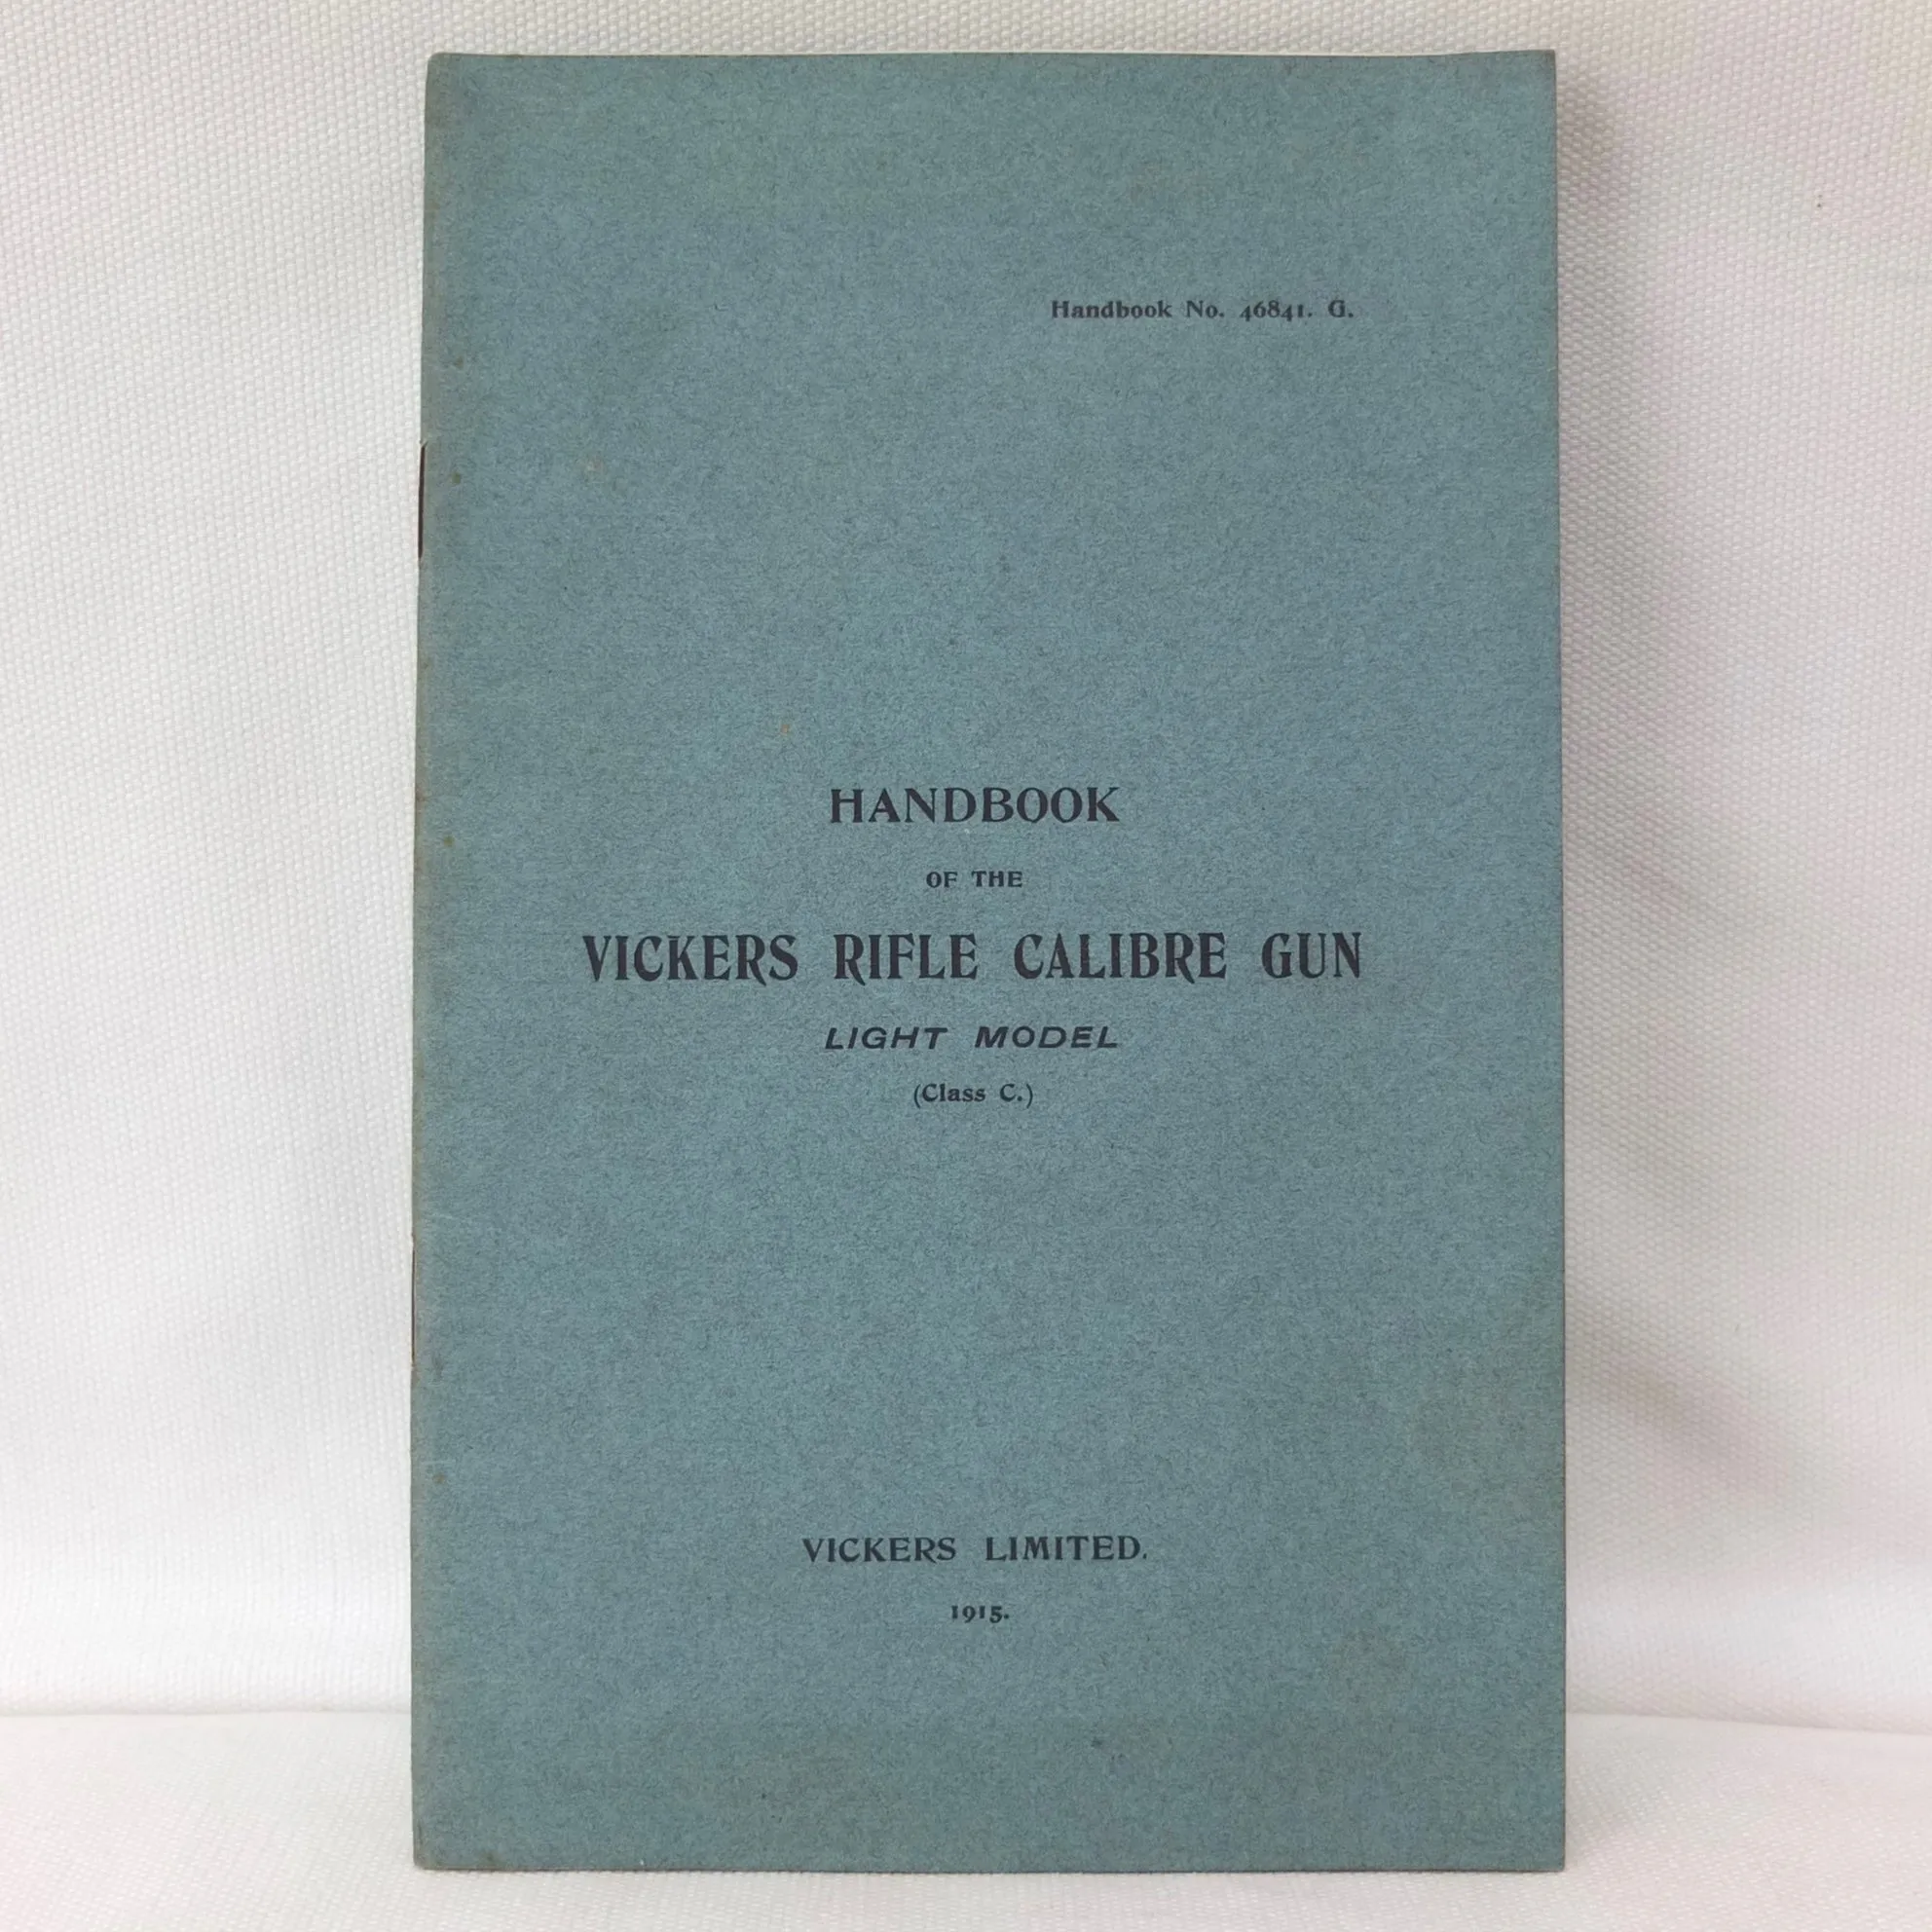 Handbook No. 46841. G.
HANDBOOK
OF THE
VICKERS RIFLE CALIBRE GUN
LIGHT MODEL
(Class C.)
VICKERS LIMITED.
1915.